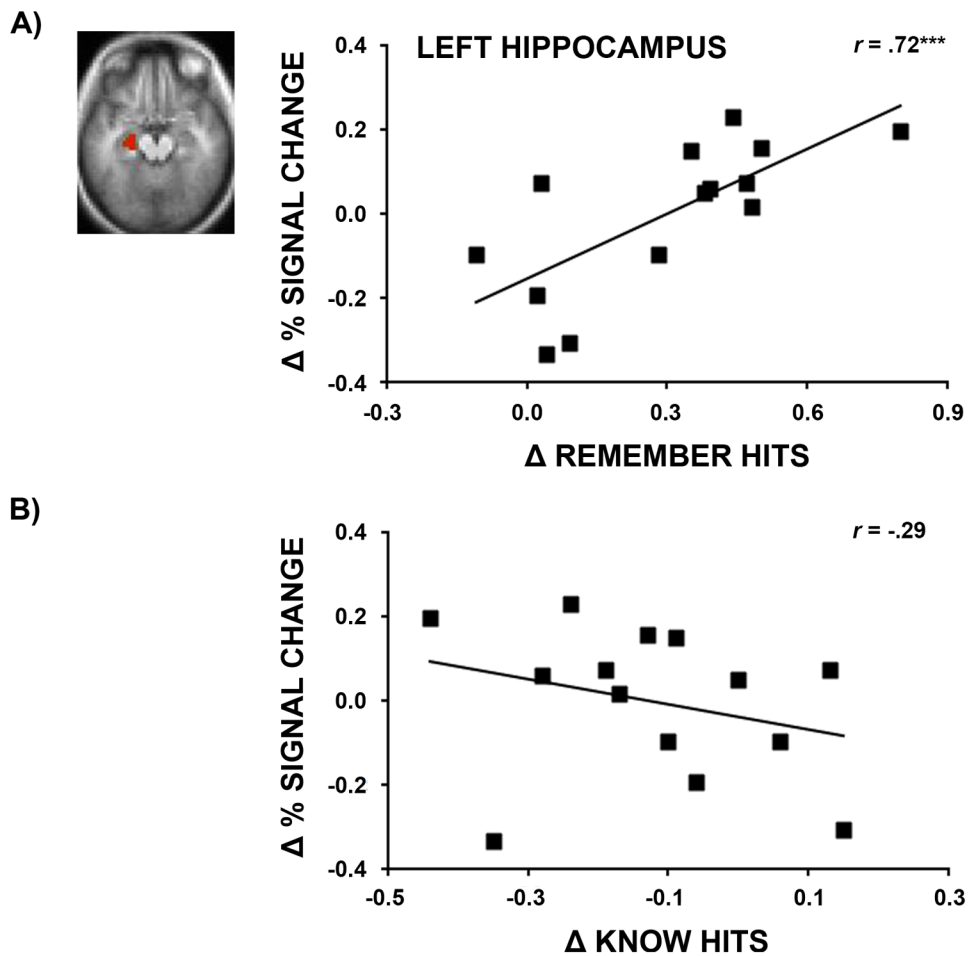 A)
LEFT HIPPOCAMPUS
r = .72***
Δ % SIGNAL CHANGE
0.4
0.2
0.0
-0.2
-0.4
-0.3 0.0 0.3 0.6 0.9
Δ REMEMBER HITS
B)
r = -.29
Δ % SIGNAL CHANGE
0.4
0.2
0.0
-0.2
-0.4
-0.5 -0.3 -0.1 0.1 0.3
Δ KNOW HITS